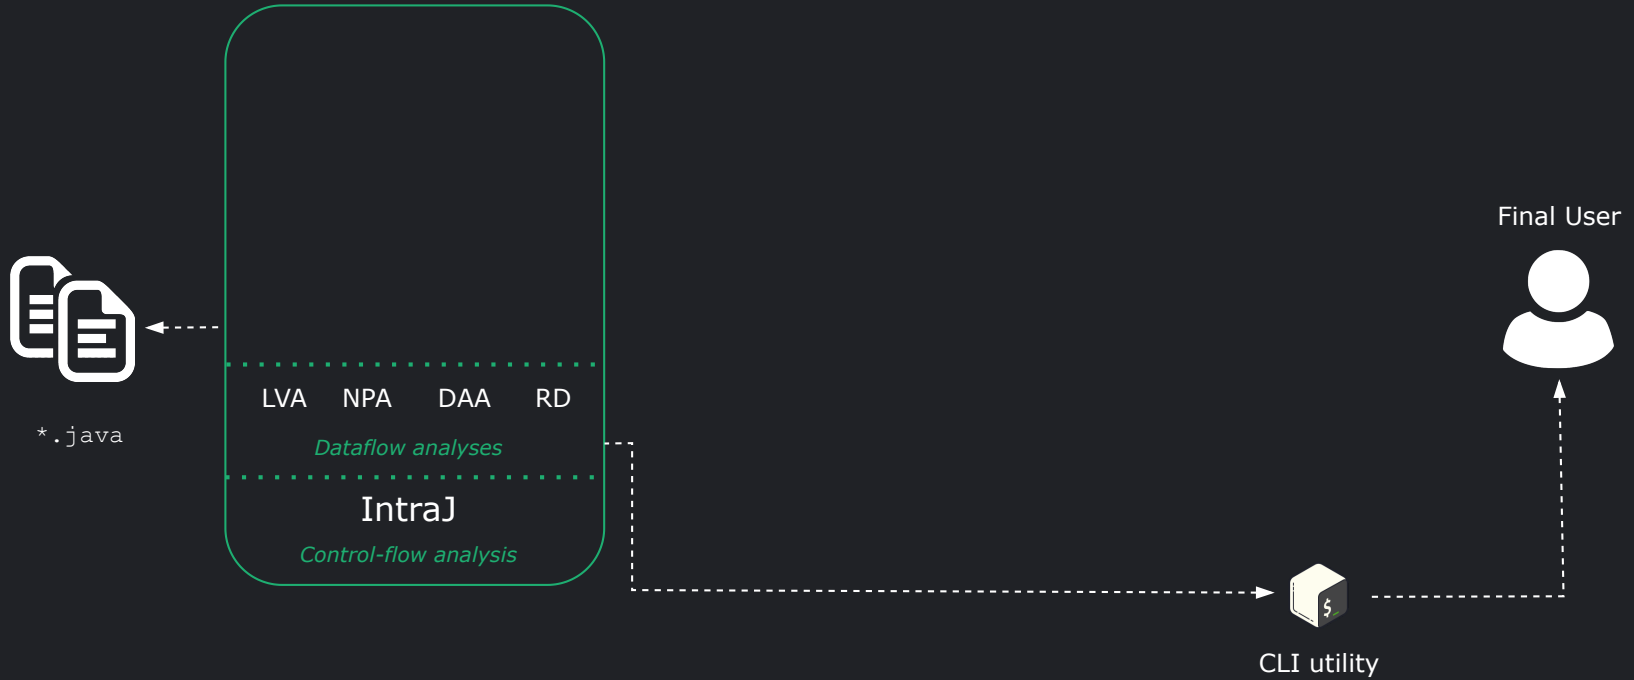 Final User
LVA NPA DAA RD
*.java
Dataflow analyses
IntraJ
Control-flow analysis
$_
CLI utility